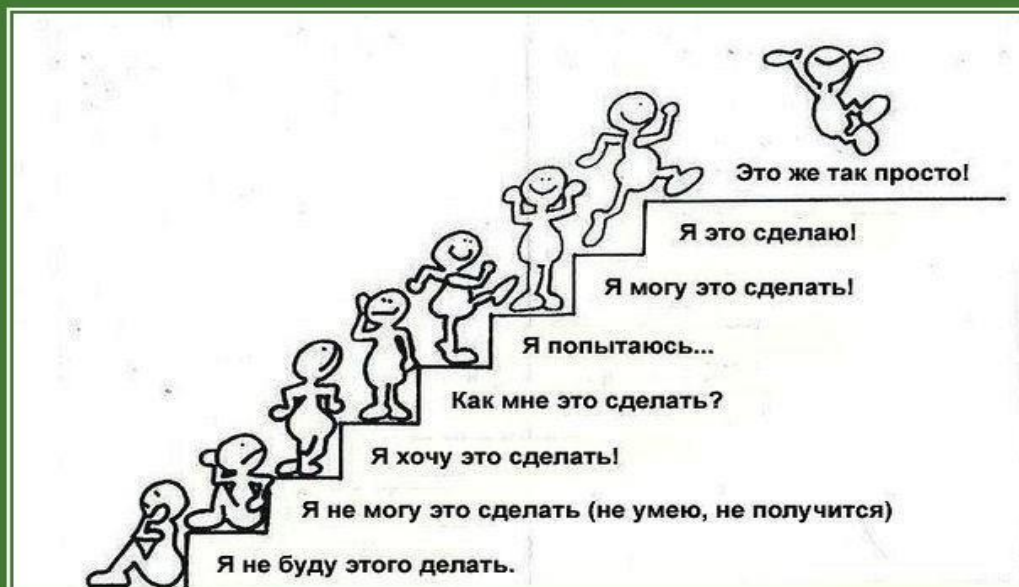 Это же так просто!
Я это сделаю!
Я могу это сделать!
Я попытаюсь...
Как мне это сделать?
Я хочу это сделать!
Я не могу это сделать (не умею, не получится)
Я не буду этого делать.